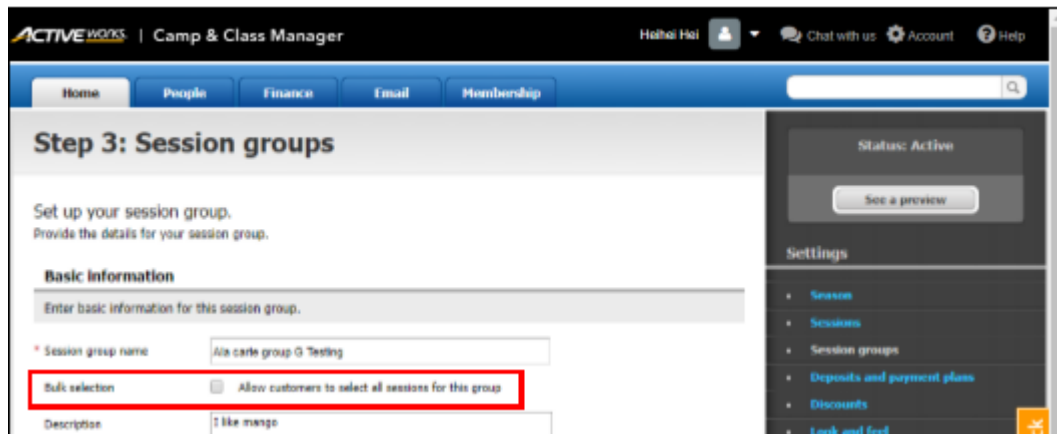 ACTIVEWORKS. | Camp & Class Manager
Heihei Hei Chat with us Account Help
Home People Finance Email Membership
Step 3: Session groups
Status: Active
See a preview
Set up your session group.
Provide the details for your session group.
Settings
Basic information
Enter basic information for this session group.
Season
Sessions
* Session group name Ala carte group G Testing
Session groups
Bulk selection Allow customers to select all sessions for this group
Deposits and payment plans
Discounts
Description I like mango
Look and feel